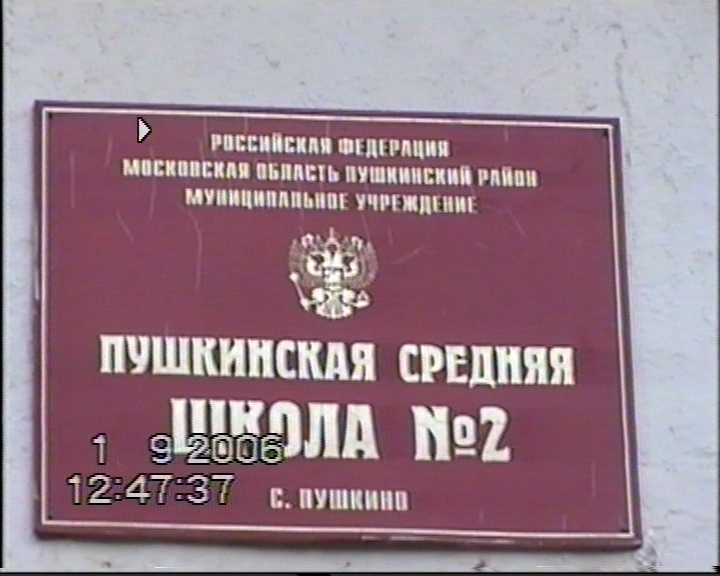 РОССИЙСКАЯ ФЕДЕРАЦИЯ
МОСКОВСКАЯ ОБЛАСТЬ ПУШКИНСКИЙ РАЙОН
МУНИЦИПАЛЬНОЕ УЧРЕЖДЕНИЕ
ПУШКИНСКАЯ СРЕДНЯЯ
ШКОЛА №2
1 9 2006
12:47:37
С. ПУШКИНО